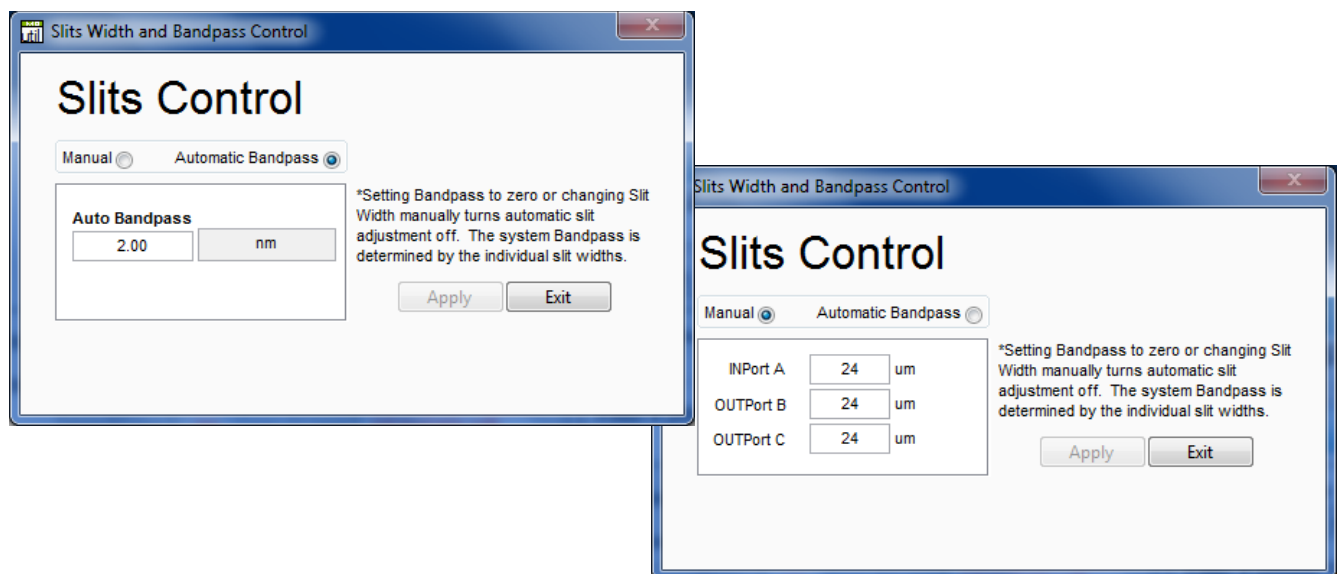 util
Slits Width and Bandpass Control
Slits Control
Manual Automatic Bandpass
Auto Bandpass
2.00 nm
*Setting Bandpass to zero or changing Slit
Width manually turns automatic slit
adjustment off. The system Bandpass is
determined by the individual slit widths.
Apply Exit
Slits Width and Bandpass Control
Slits Control
Manual Automatic Bandpass
INPort A 24 um
OUTPort B 24 um
OUTPort C 24 um
*Setting Bandpass to zero or changing Slit
Width manually turns automatic slit
adjustment off. The system Bandpass is
determined by the individual slit widths.
Apply Exit